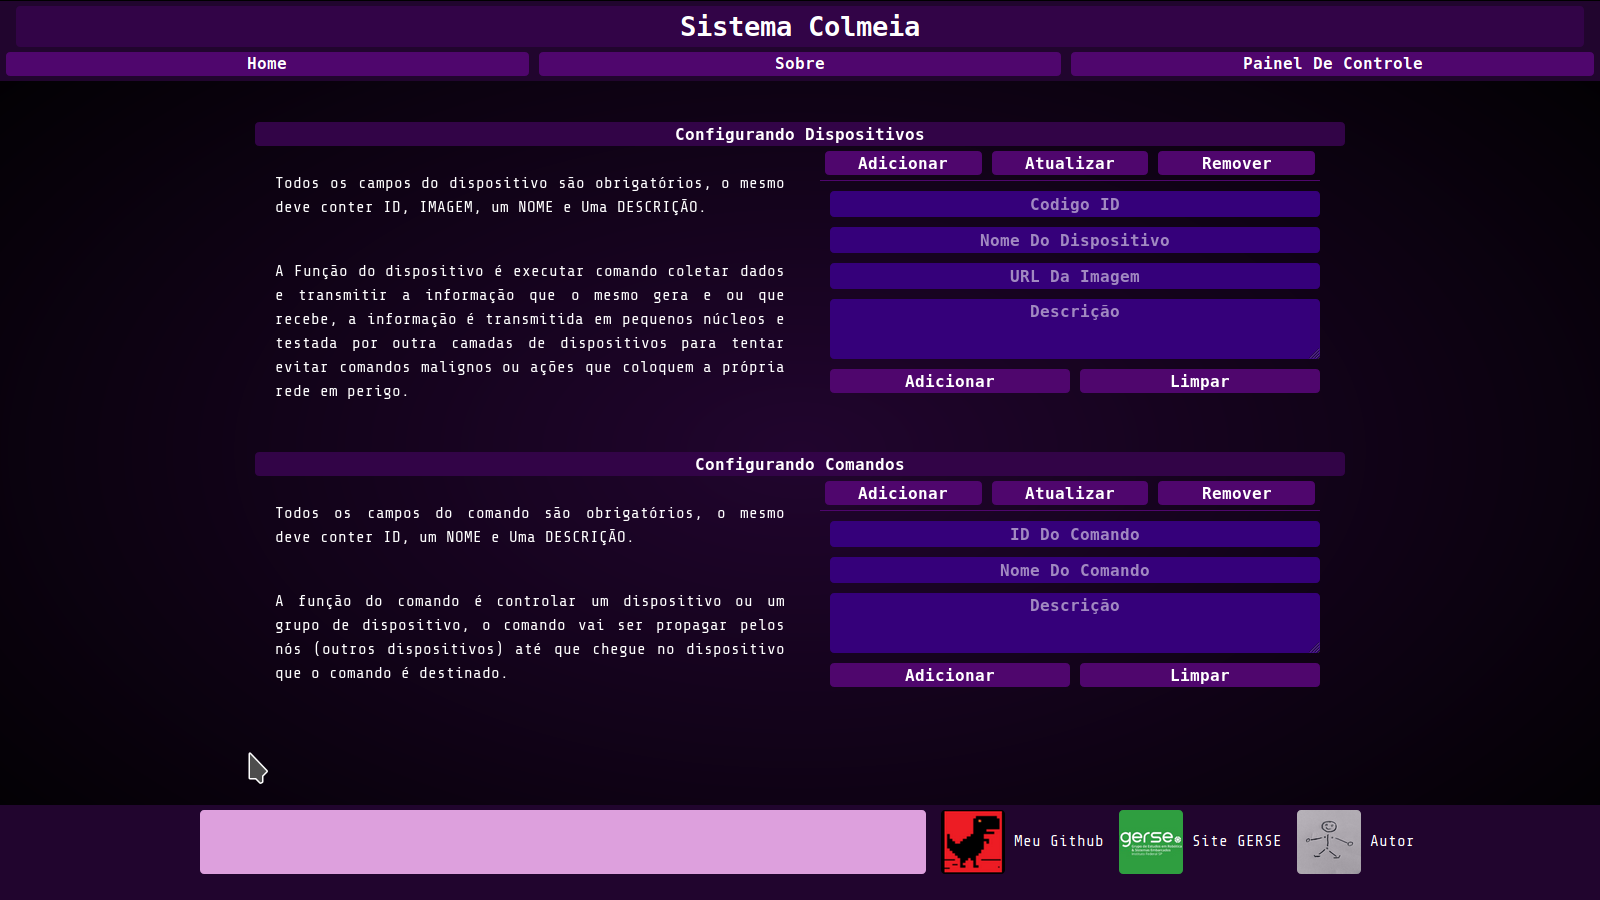 Sistema Colmeia
Home
Sobre
Painel De Controle
Configurando Dispositivos
Todos os campos do dispositivo são obrigatórios, o mesmo
deve conter ID, IMAGEM, um NOME e Uma DESCRIÇÃO.
A Função do dispositivo é executar comando coletar dados
e transmitir a informação que o mesmo gera e ou que
recebe, a informação é transmitida em pequenos núcleos e
testada por outra camadas de dispositivos para tentar
evitar comandos malignos ou ações que coloquem a própria
rede em perigo.
Adicionar
Atualizar
Remover
Codigo ID
Nome Do Dispositivo
URL Da Imagem
Descrição
Adicionar
Limpar
Configurando Comandos
Todos os campos do comando são obrigatórios, o mesmo
deve conter ID, um NOME e Uma DESCRIÇÃO.
A função do comando é controlar um dispositivo ou um
grupo de dispositivo, o comando vai ser propagar pelos
nós (outros dispositivos) até que chegue no dispositivo
que o comando é destinado.
Adicionar
Atualizar
Remover
ID Do Comando
Nome Do Comando
Descrição
Adicionar
Limpar
Meu Github
gerse
Site GERSE
Autor